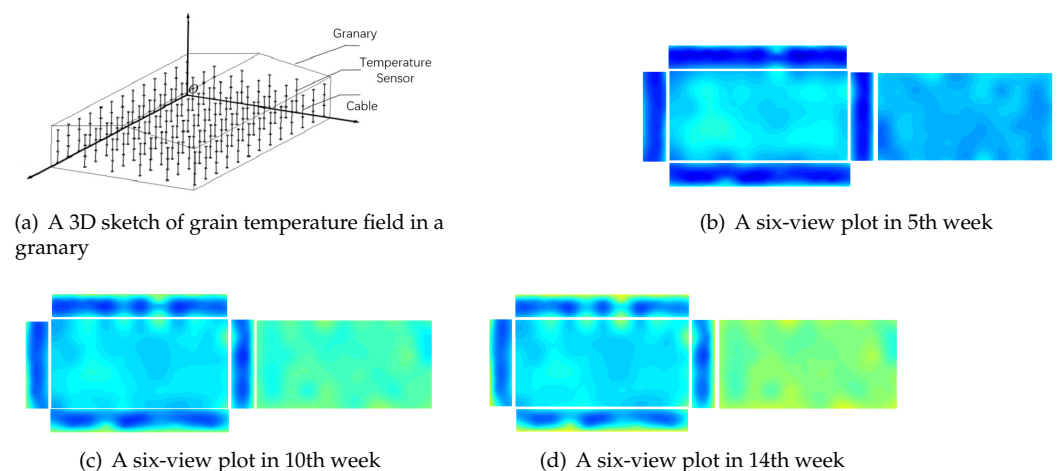 Granary
Temperature
Sensor
Cable
O
(a) A 3D sketch of grain temperature field in a
granary
(b) A six-view plot in 5th week
(c) A six-view plot in 10th week
(d) A six-view plot in 14th week